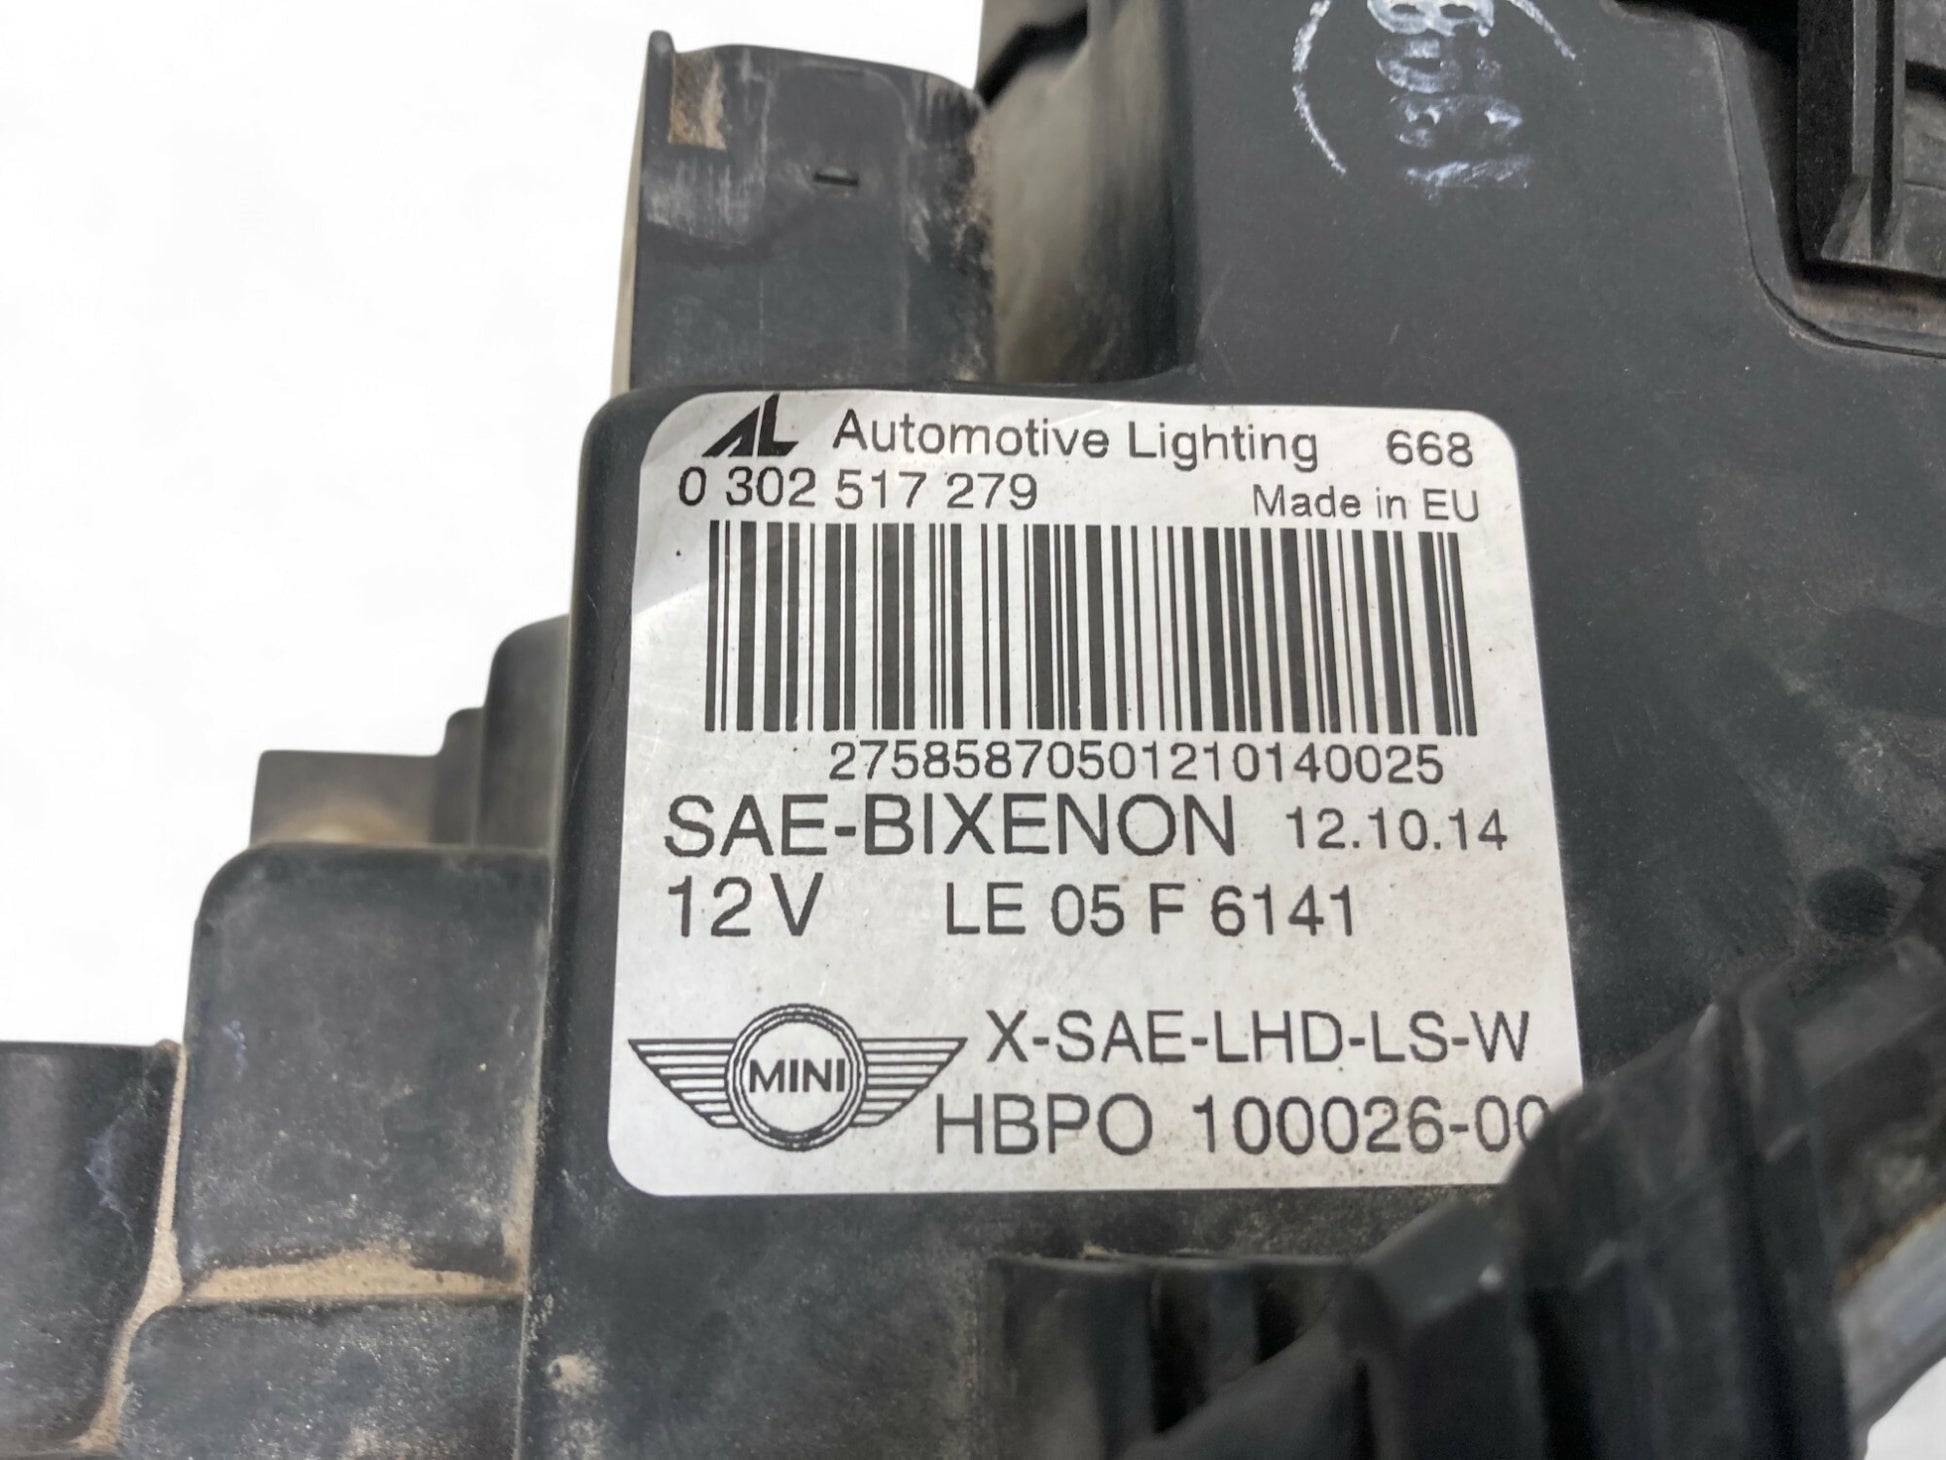 AL Automotive Lighting 668
0 302 517 279 Made in EU
27585870501210140025
SAE-BIXENON 12.10.14
12V LE 05 F 6141
X-SAE-LHD-LS-W
MINI
HBPO 100026-00